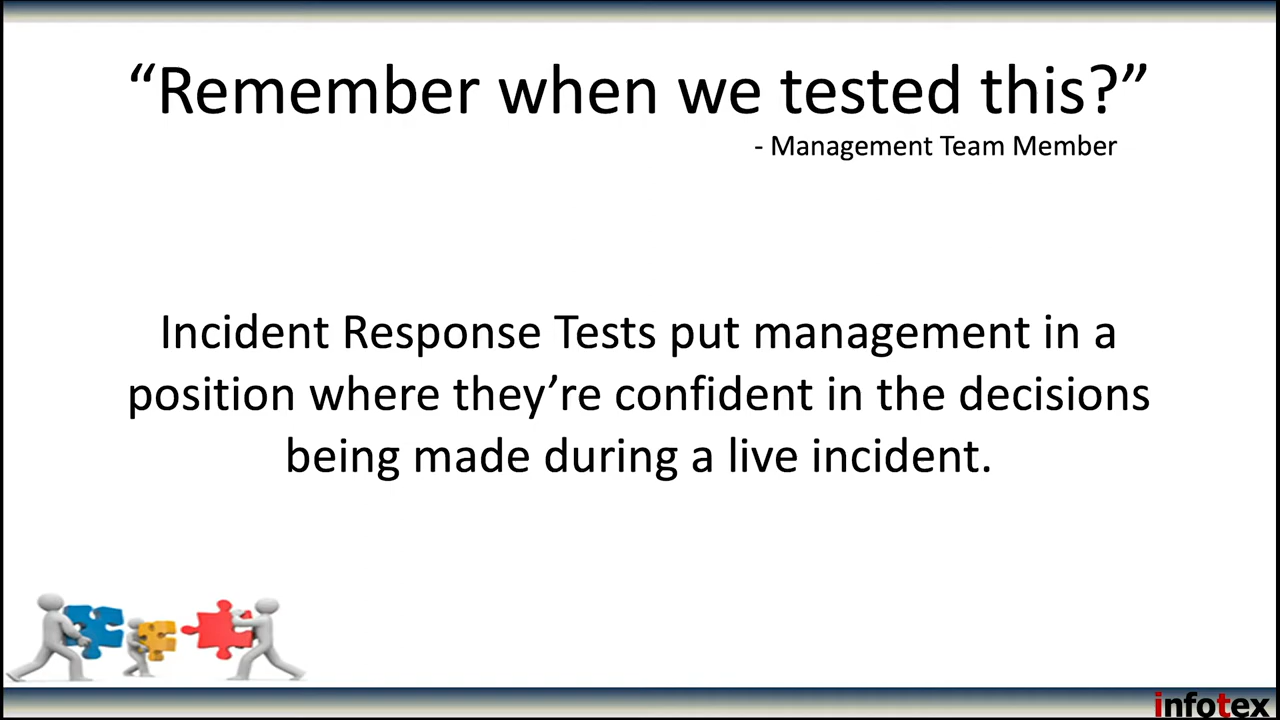 “Remember when we tested this?”
- Management Team Member
Incident Response Tests put management in a
position where they’re confident in the decisions
being made during a live incident.
infotex